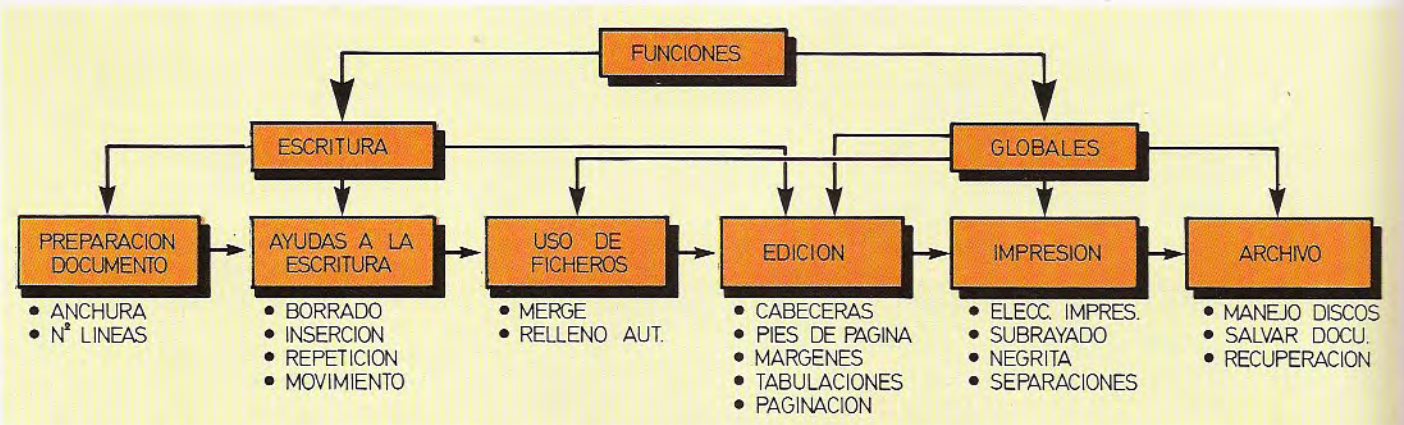 FUNCIONES
ESCRITURA
GLOBALES
PREPARACION
DOCUMENTO
• ANCHURA
• Nº LINEAS
AYUDAS A LA
ESCRITURA
• BORRADO
• INSERCION
• REPETICION
• MOVIMIENTO
USO DE
FICHEROS
• MERGE
• RELLENO AUT.
EDICION
• CABECERAS
• PIES DE PAGINA
• MARGENES
• TABULACIONES
• PAGINACION
IMPRESION
• ELECC. IMPRES.
• SUBRAYADO
• NEGRITA
• SEPARACIONES
ARCHIVO
• MANEJO DISCOS
• SALVAR DOCU.
• RECUPERACION